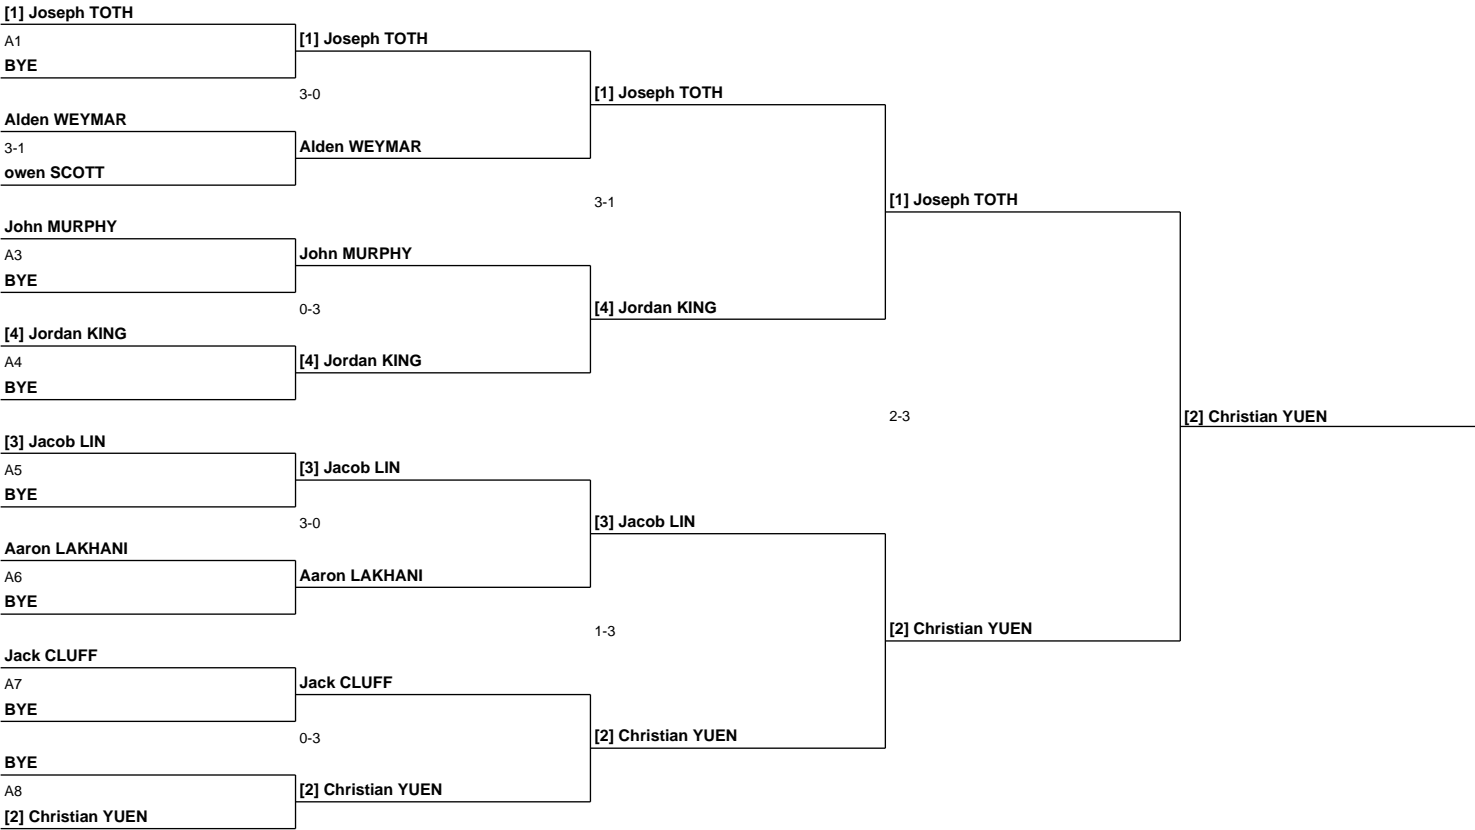 [1] Joseph TOTH
A1
BYE
Alden WEYMAR
3-1
owen SCOTT
John MURPHY
A3
BYE
[4] Jordan KING
A4
BYE
[3] Jacob LIN
A5
BYE
Aaron LAKHANI
A6
BYE
Jack CLUFF
A7
BYE
BYE
A8
[2] Christian YUEN
[1] Joseph TOTH
3-0
Alden WEYMAR
John MURPHY
0-3
[4] Jordan KING
[3] Jacob LIN
3-0
Aaron LAKHANI
Jack CLUFF
0-3
[2] Christian YUEN
[1] Joseph TOTH
3-1
[4] Jordan KING
[3] Jacob LIN
1-3
[2] Christian YUEN
[1] Joseph TOTH
2-3
[2] Christian YUEN
[2] Christian YUEN